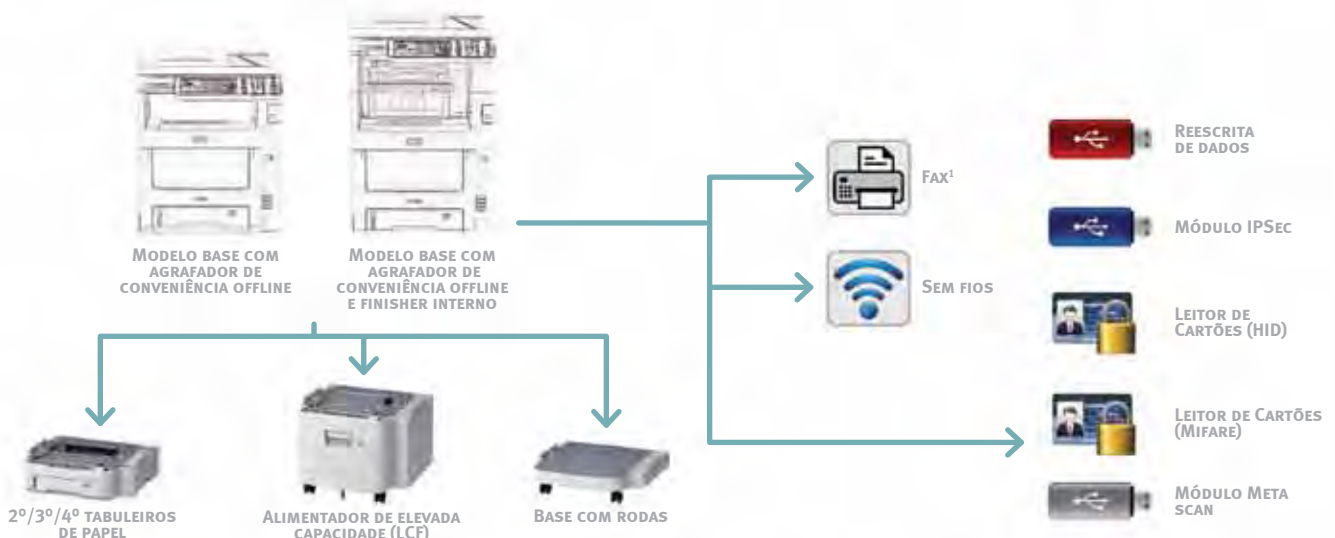 Modelo base com
agrafador de
conveniência offline
Modelo base com
agrafador de
conveniência offline
e finisher interno
2º/3º/4º tabuleiros
de papel
Alimentador de elevada
capacidade (LCF)
Base com rodas
Fax¹
Sem fios
Reescrita
de dados
Módulo IPSec
Leitor de
Cartões (HID)
Leitor de Cartões
(Mifare)
Módulo Meta
scan